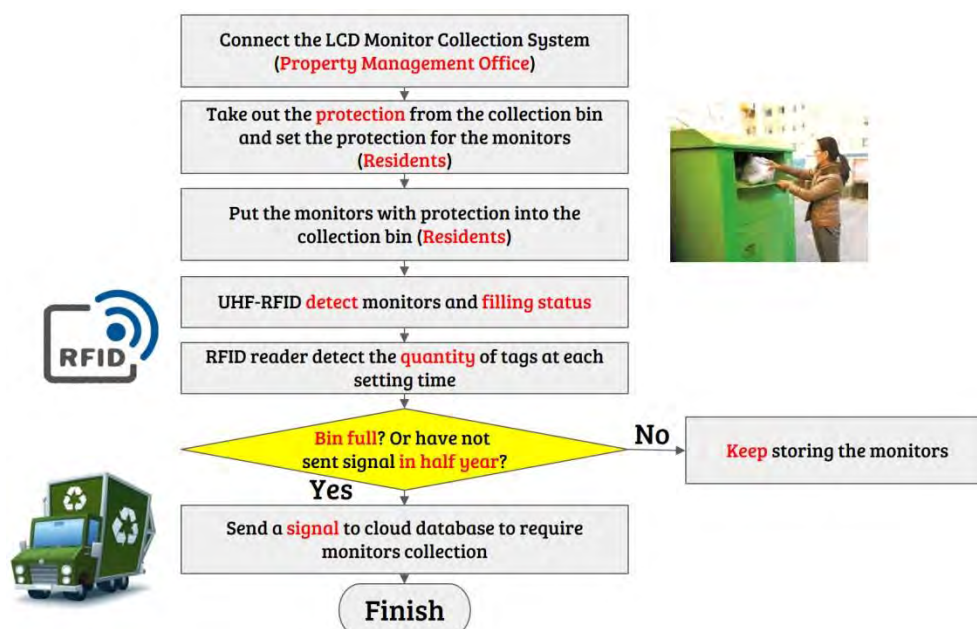 Connect the LCD Monitor Collection System
(Property Management Office)
Take out the protection from the collection bin
and set the protection for the monitors
(Residents)
Put the monitors with protection into the
collection bin (Residents)
UHF-RFID detect monitors and filling status
RFID
RFID reader detect the quantity of tags at each
setting time
Bin full? Or have not
sent signal in half year?
No
Keep storing the monitors
Yes
Send a signal to cloud database to require
monitors collection
Finish